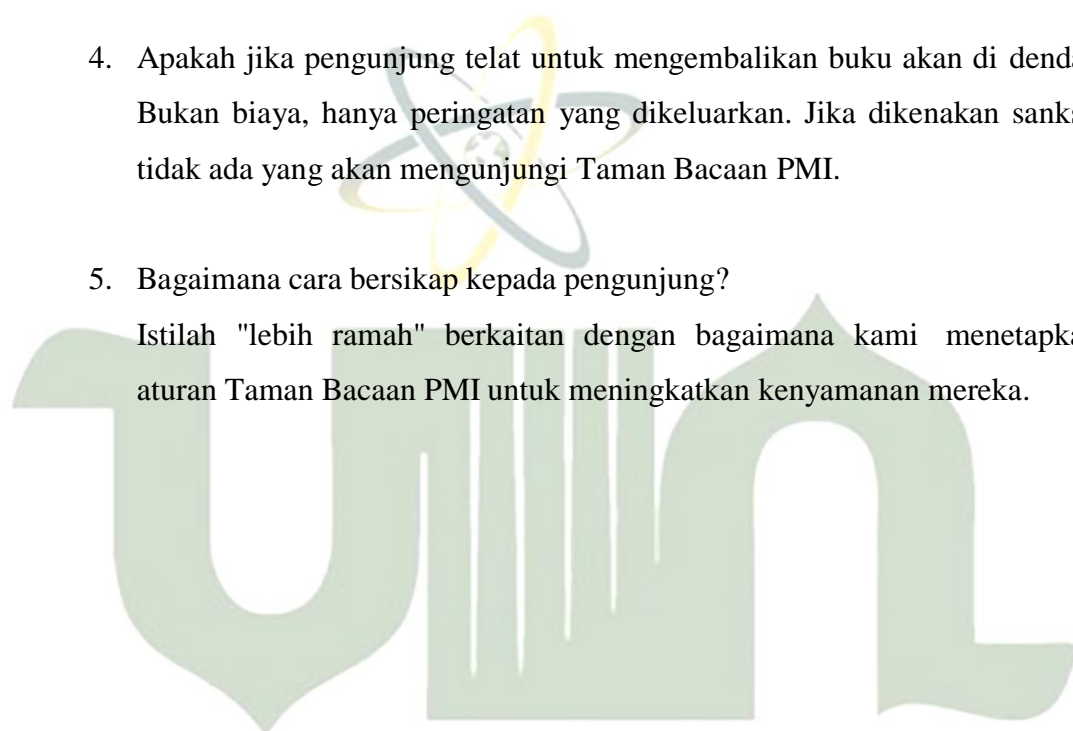 4. Apakah jika pengunjung telat untuk mengembalikan buku akan di denda
Bukan biaya, hanya peringatan yang dikeluarkan. Jika dikenakan sanks
tidak ada yang akan mengunjungi Taman Bacaan PMI.
5. Bagaimana cara bersikap kepada pengunjung?
Istilah "lebih ramah" berkaitan dengan bagaimana kami menetapka
aturan Taman Bacaan PMI untuk meningkatkan kenyamanan mereka.